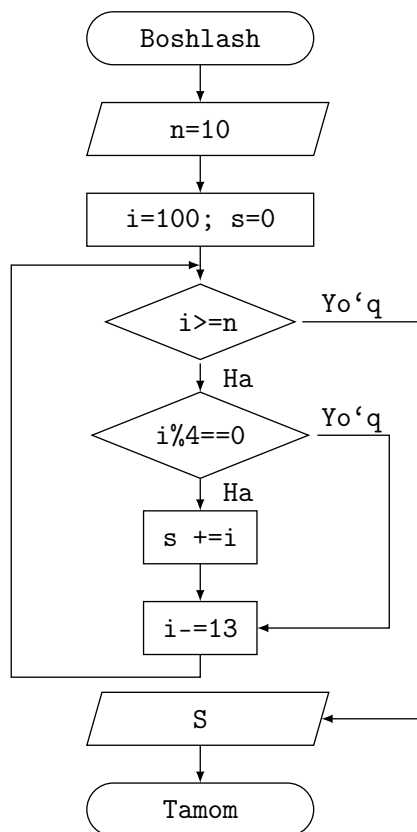 Boshlash
n=10
i=100; s=0
i>=n
Yo‘q
Ha
i%4==0
Yo‘q
Ha
s +=i
i-=13
S
Tamom